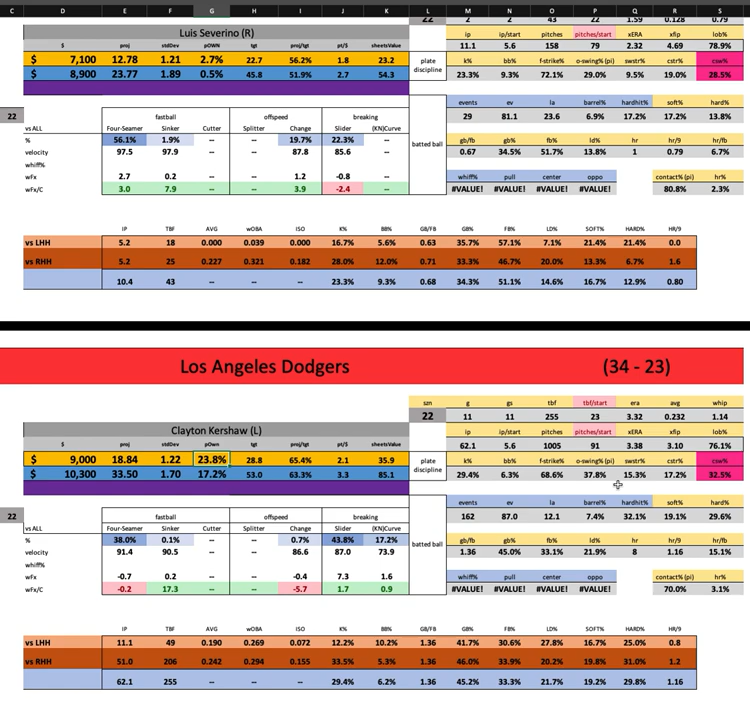 C D E F G H I J K L M N O P Q R S
22 2 2 43 22 1.59 0.128 0.79
Luis Severino (R) ip ip/start pitches pitches/start xERA xfip lob%
$ proj stdDev pOWN tgt proj/tgt pt/$ sheetsValue 11.1 5.6 158 79 2.32 4.69 78.9%
$ 7,100 12.78 1.21 2.7% 22.7 56.2% 1.8 23.2 plate discipline k% bb% f-strike% o-swing% (pi) swstr% cstr% csw%
$ 8,900 23.77 1.89 0.5% 45.8 51.9% 2.7 54.3 23.3% 9.3% 72.1% 29.0% 9.5% 19.0% 28.5%
events ev la barrel% hardhit% soft% hard%
22 fastball offspeed breaking 29 81.1 23.6 6.9% 17.2% 17.2% 13.8%
vs ALL Four-Seamer Sinker Cutter Splitter Change Slider (KN)Curve
% 56.1% 1.9% -- -- 19.7% 22.3% -- batted ball gb/fb gb% fb% ld% hr hr/9 hr/fb
velocity 97.5 97.9 -- -- 87.8 85.6 -- 0.67 34.5% 51.7% 13.8% 1 0.79 6.7%
whiff%
wFx 2.7 0.2 1.2 -0.8 whiff% pull center oppo contact% (pi) hr%
wFx/C 3.0 7.9 -- -- 3.9 -2.4 -- #VALUE! #VALUE! #VALUE! #VALUE! 80.8% 2.3%
IP TBF AVG wOBA ISO K% BB% GB/FB GB% FB% LD% SOFT% HARD% HR/9
vs LHH 5.2 18 0.000 0.039 0.000 16.7% 5.6% 0.63 35.7% 57.1% 7.1% 21.4% 21.4% 0.0
vs RHH 5.2 25 0.227 0.321 0.182 28.0% 12.0% 0.71 33.3% 46.7% 20.0% 13.3% 6.7% 1.6
10.4 43 -- -- -- 23.3% 9.3% 0.68 34.3% 51.1% 14.6% 16.7% 12.9% 0.80
Los Angeles Dodgers (34 - 23)
szn g gs tbf tbf/start era avg whip
22 11 11 255 23 3.32 0.232 1.14
Clayton Kershaw (L) ip ip/start pitches pitches/start xERA xfip lob%
$ proj stdDev pOwn tgt proj/tgt pt/$ sheetsValue 62.1 5.6 1005 91 3.38 3.10 76.1%
$ 9,000 18.84 1.22 23.8% 28.8 65.4% 2.1 35.9 plate discipline k% bb% f-strike% o-swing% (pi) swstr% cstr% csw%
$ 10,300 33.50 1.70 17.2% 53.0 63.3% 3.3 85.1 29.4% 6.3% 68.6% 37.8% 15.3% 17.2% 32.5%
events ev la barrel% hardhit% soft% hard%
22 fastball offspeed breaking 162 87.0 12.1 7.4% 32.1% 19.1% 29.6%
vs ALL Four-Seamer Sinker Cutter Splitter Change Slider (KN)Curve
% 38.0% 0.1% -- -- 0.7% 43.8% 17.2% batted ball gb/fb gb% fb% ld% hr hr/9 hr/fb
velocity 91.4 90.5 -- -- 86.6 87.0 73.9 1.36 45.0% 33.1% 21.9% 8 1.16 15.1%
whiff%
wFx -0.7 0.2 -0.4 7.3 1.6 whiff% pull center oppo contact% (pi) hr%
wFx/C -0.2 17.3 -- -- -5.7 1.7 0.9 #VALUE! #VALUE! #VALUE! #VALUE! 70.0% 3.1%
IP TBF AVG wOBA ISO K% BB% GB/FB GB% FB% LD% SOFT% HARD% HR/9
vs LHH 11.1 49 0.190 0.269 0.072 12.2% 10.2% 1.36 41.7% 30.6% 27.8% 16.7% 25.0% 0.8
vs RHH 51.0 206 0.242 0.294 0.155 33.5% 5.3% 1.36 46.0% 33.9% 20.2% 19.8% 31.0% 1.2
62.1 255 -- -- -- 29.4% 6.2% 1.36 45.2% 33.3% 21.7% 19.2% 29.8% 1.16